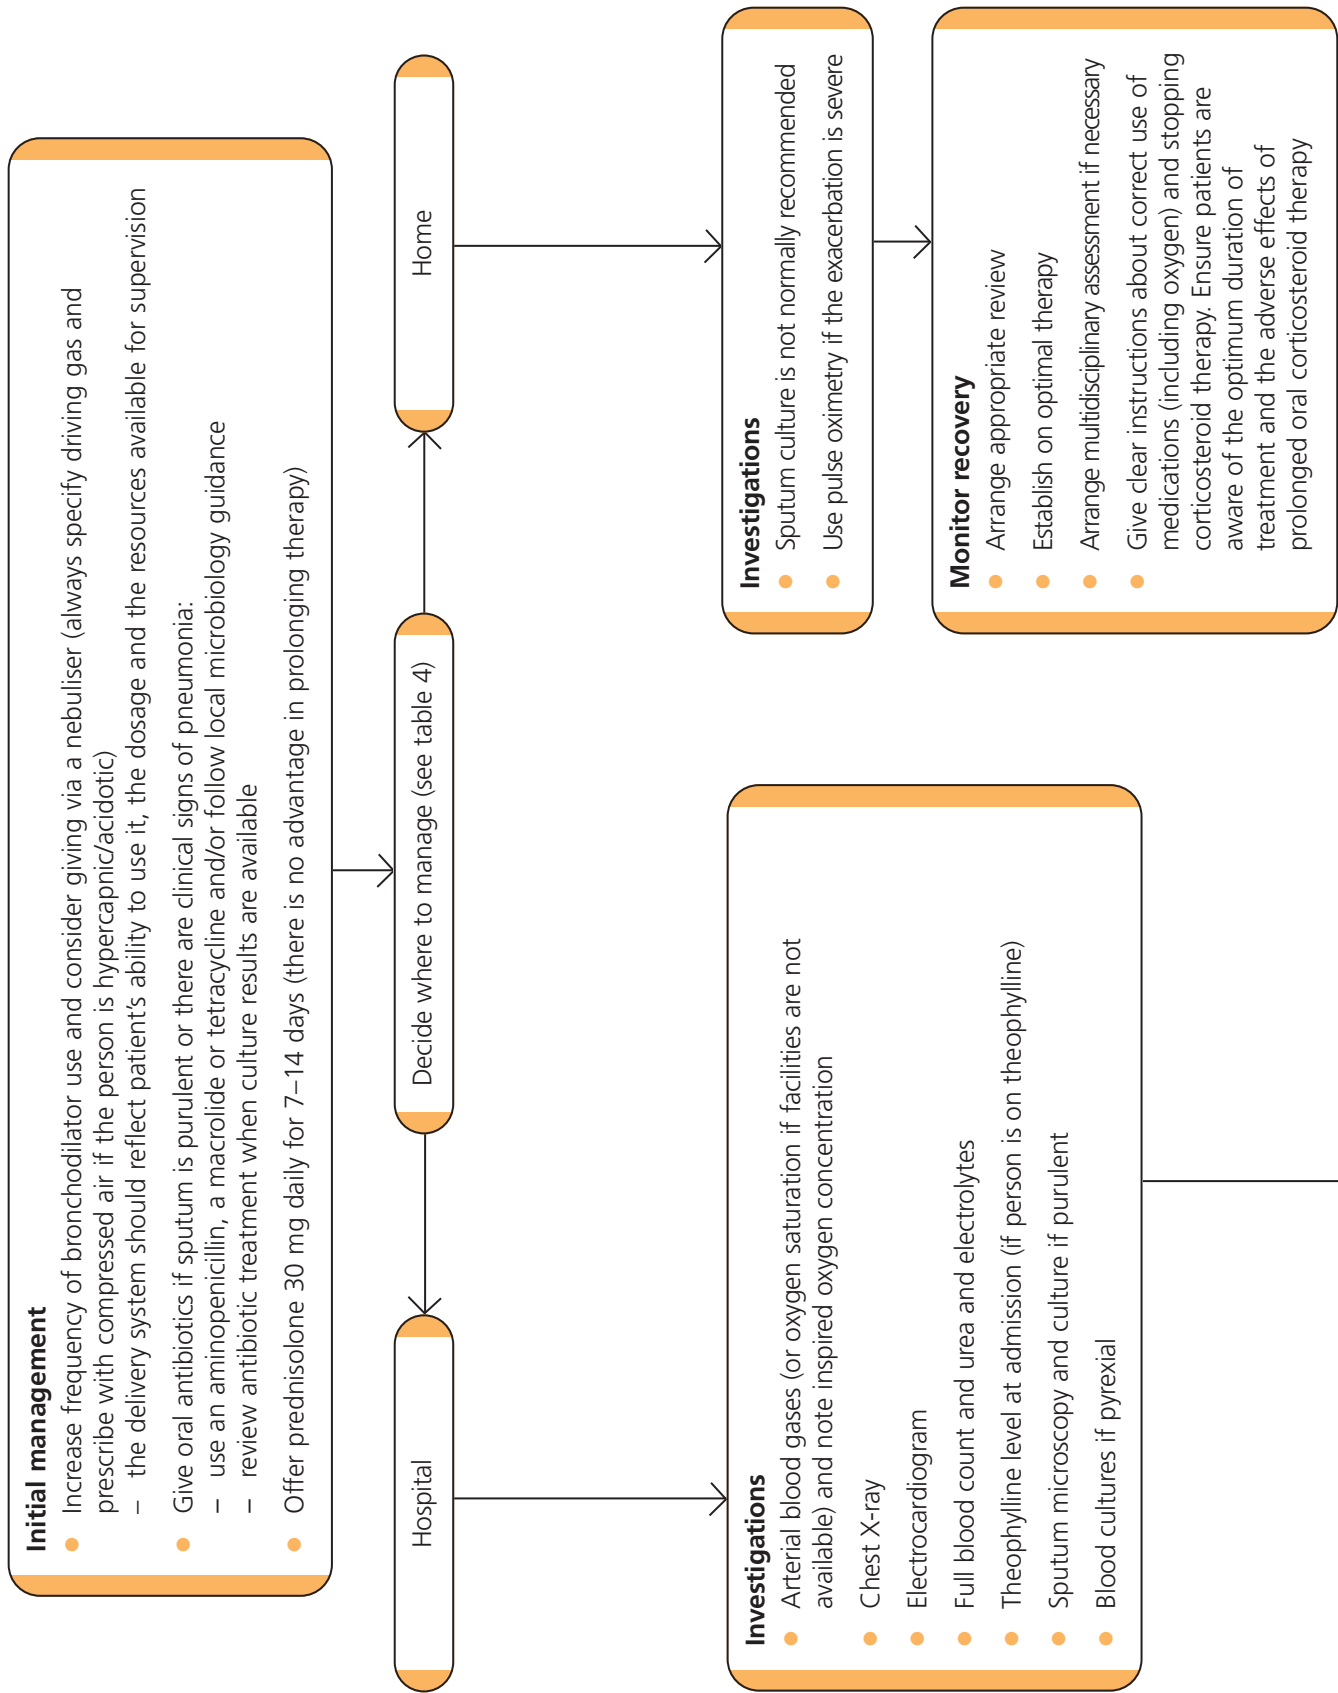 Initial management
● Increase frequency of bronchodilator use and consider giving via a nebuliser (always specify driving gas and
prescribe with compressed air if the person is hypercapnic/acidotic)
– the delivery system should reflect patient's ability to use it, the dosage and the resources available for supervision
● Give oral antibiotics if sputum is purulent or there are clinical signs of pneumonia:
– use an aminopenicillin, a macrolide or tetracycline and/or follow local microbiology guidance
– review antibiotic treatment when culture results are available
● Offer prednisolone 30 mg daily for 7–14 days (there is no advantage in prolonging therapy)
Hospital
Decide where to manage (see table 4)
Home
Investigations
● Arterial blood gases (or oxygen saturation if facilities are not
available) and note inspired oxygen concentration
● Chest X-ray
● Electrocardiogram
● Full blood count and urea and electrolytes
● Theophylline level at admission (if person is on theophylline)
● Sputum microscopy and culture if purulent
● Blood cultures if pyrexial
Investigations
● Sputum culture is not normally recommended
● Use pulse oximetry if the exacerbation is severe
Monitor recovery
● Arrange appropriate review
● Establish on optimal therapy
● Arrange multidisciplinary assessment if necessary
● Give clear instructions about correct use of
medications (including oxygen) and stopping
corticosteroid therapy. Ensure patients are
aware of the optimum duration of
treatment and the adverse effects of
prolonged oral corticosteroid therapy